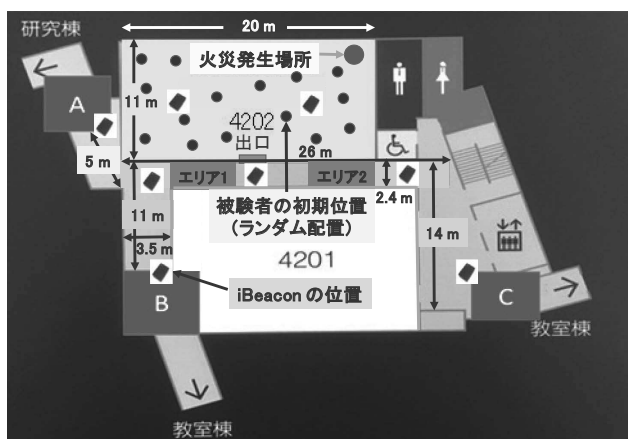 20 m
研究棟
火災発生場所
A
11 m
4202
出口
26 m
5 m
エリア1
エリア2
2.4 m
11 m
被験者の初期位置
(ランダム配置)
14 m
3.5 m
4201
iBeacon の位置
B
C
教室棟
教室棟